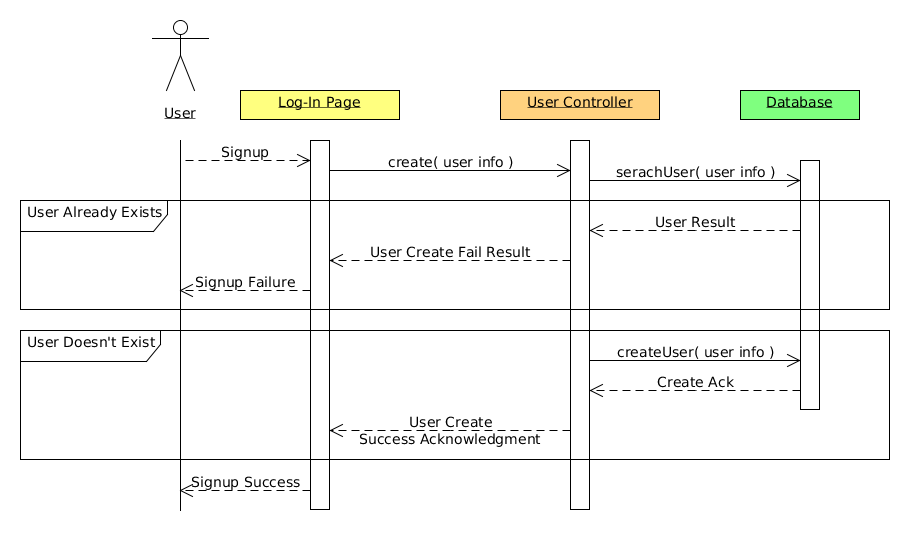 User
Log-In Page
User Controller
Database
Signup
create( user info )
serachUser( user info )
User Already Exists
User Result
User Create Fail Result
Signup Failure
User Doesn't Exist
createUser( user info )
Create Ack
User Create
Success Acknowledgment
Signup Success